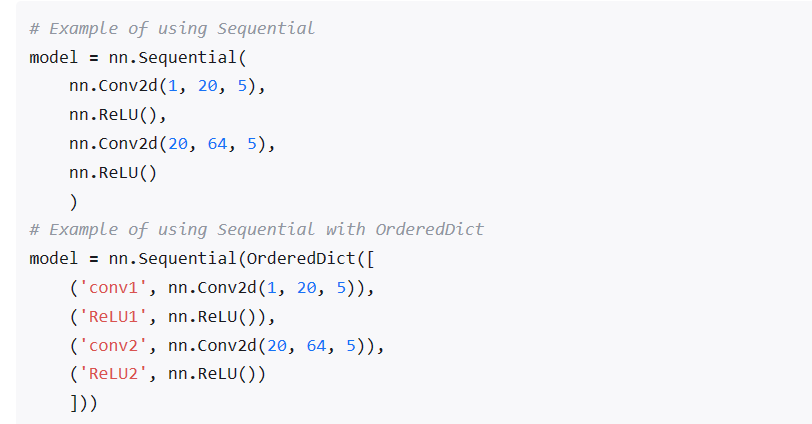 # Example of using Sequential
model = nn.Sequential(
    nn.Conv2d(1, 20, 5),
    nn.ReLU(),
    nn.Conv2d(20, 64, 5),
    nn.ReLU()
    )
# Example of using Sequential with OrderedDict
model = nn.Sequential(OrderedDict([
    ('conv1', nn.Conv2d(1, 20, 5)),
    ('ReLU1', nn.ReLU()),
    ('conv2', nn.Conv2d(20, 64, 5)),
    ('ReLU2', nn.ReLU())
    ]))